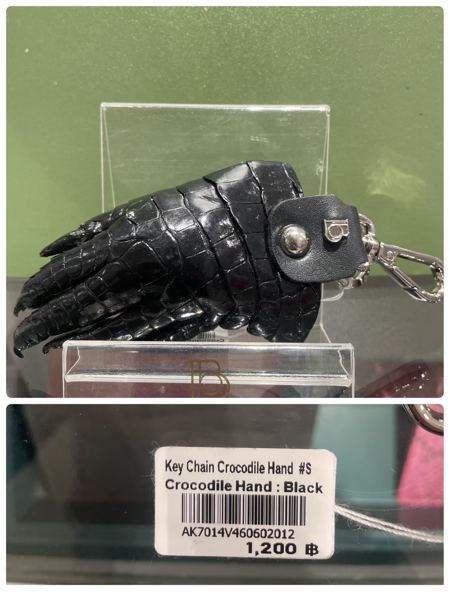 B
B
Key Chain Crocodile Hand #S
Crocodile Hand : Black
AK7014V460602012
1,200 ฿